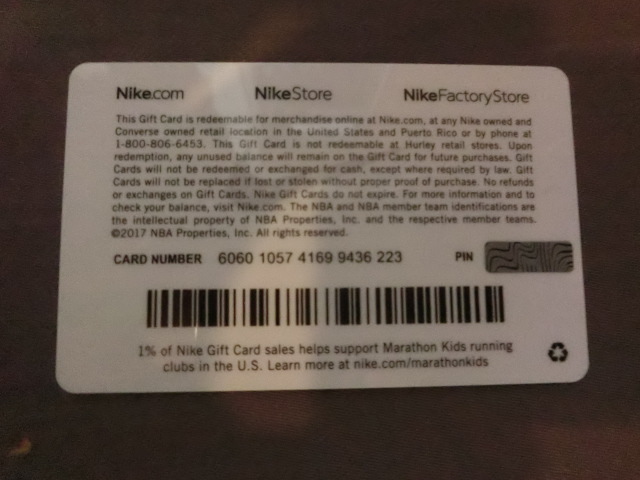 Nike.com NikeStore NikeFactoryStore
This Gift Card is redeemable for merchandise online at Nike.com, at any Nike owned and
Converse owned retail location in the United States and Puerto Rico or by phone at
1-800-806-6453. This Gift Card is not redeemable at Hurley retail stores. Upon
redemption, any unused balance will remain on the Gift Card for future purchases. Gift
Cards will not be redeemed or exchanged for cash, except where required by law. Gift
Cards will not be replaced if lost or stolen without proper proof of purchase. No refunds
or exchanges on Gift Cards. Nike Gift Cards do not expire. For more information and to
check your balance, visit Nike.com. The NBA and NBA member team identifications are
the intellectual property of NBA Properties, Inc. and the respective member teams.
©2017 NBA Properties, Inc. All rights reserved.
CARD NUMBER 6060 1057 4169 9436 223 PIN
1% of Nike Gift Card sales helps support Marathon Kids running
clubs in the U.S. Learn more at nike.com/marathonkids